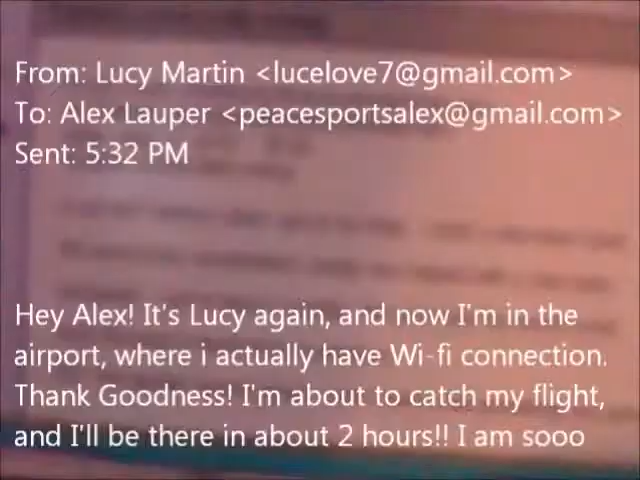 From: Lucy Martin <lucelove7@gmail.com>
To: Alex Lauper <peacesportsalex@gmail.com>
Sent: 5:32 PM
Hey Alex! It's Lucy again, and now I'm in the
airport, where i actually have Wi-fi connection.
Thank Goodness! I'm about to catch my flight,
and I'll be there in about 2 hours!! I am sooo